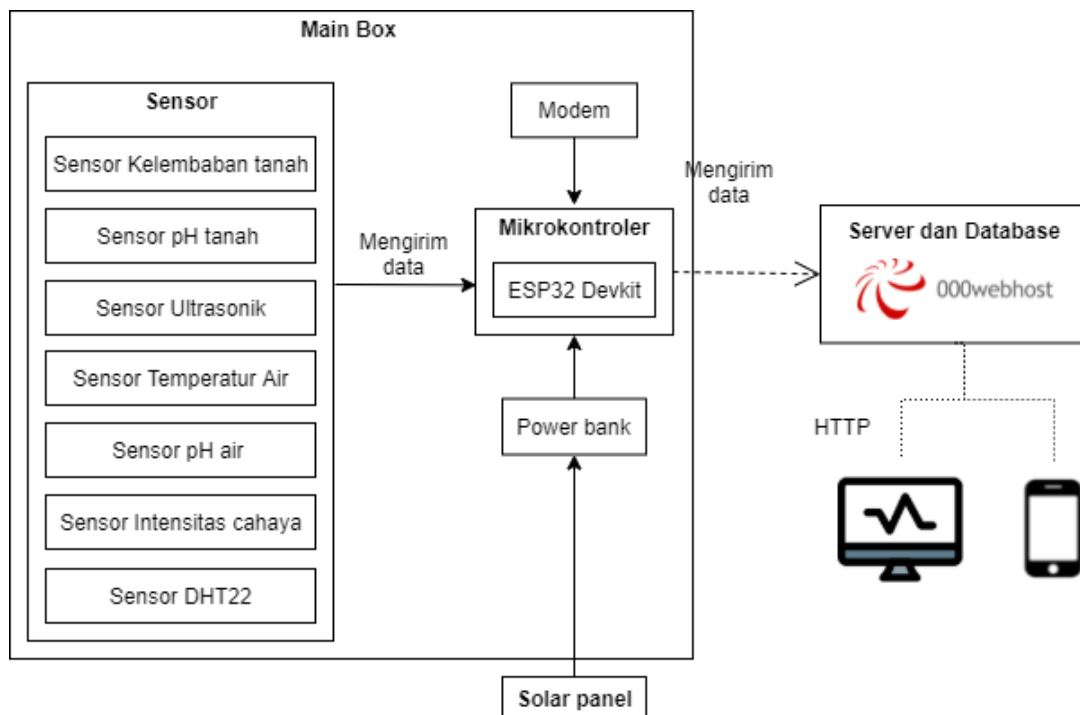 Main Box
Sensor
Sensor Kelembaban tanah
Sensor pH tanah
Sensor Ultrasonik
Sensor Temperatur Air
Sensor pH air
Sensor Intensitas cahaya
Sensor DHT22
Mengirim
data
Modem
Mikrokontroler
ESP32 Devkit
Power bank
Solar panel
Mengirim
data
Server dan Database
000webhost
HTTP